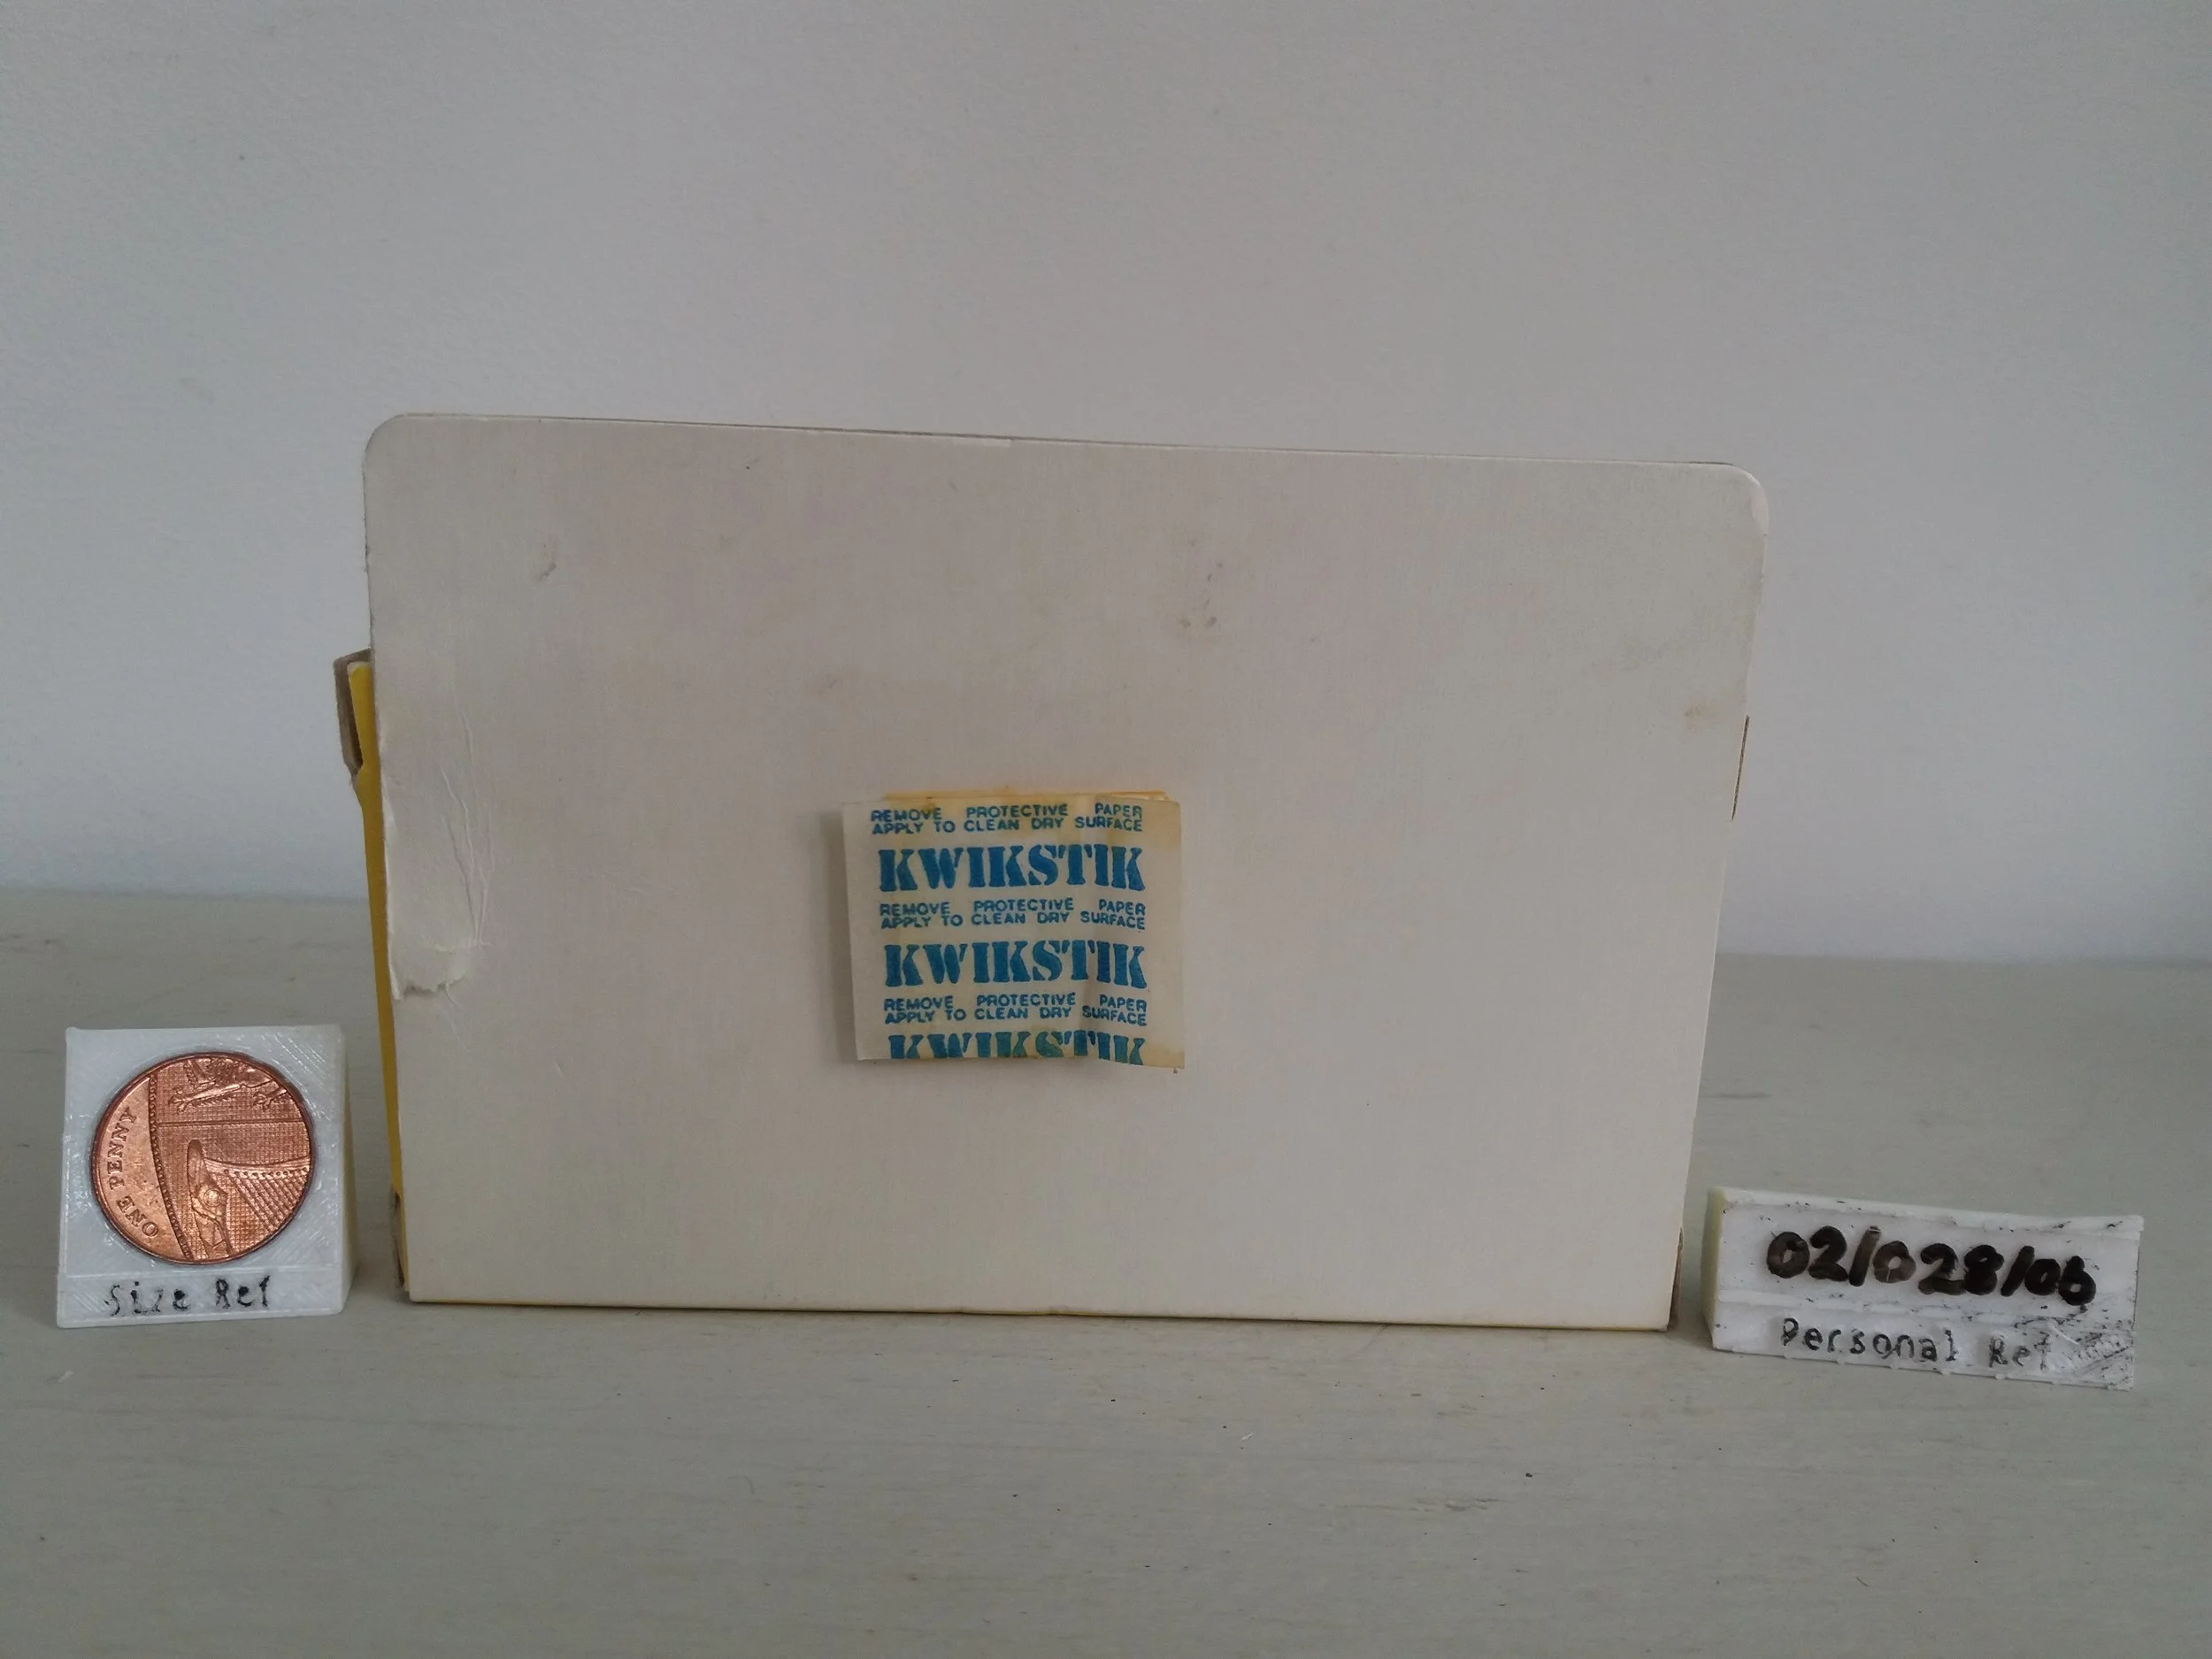 REMOVE PROTECTIVE PAPER
APPLY TO CLEAN DRY SURFACE
KWIKSTIK
REMOVE PROTECTIVE PAPER
APPLY TO CLEAN DRY SURFACE
KWIKSTIK
REMOVE PROTECTIVE PAPER
APPLY TO CLEAN DRY SURFACE
KWIKSTIK
ONE PENNY
Size Ref
02/028/06
Personal Ref